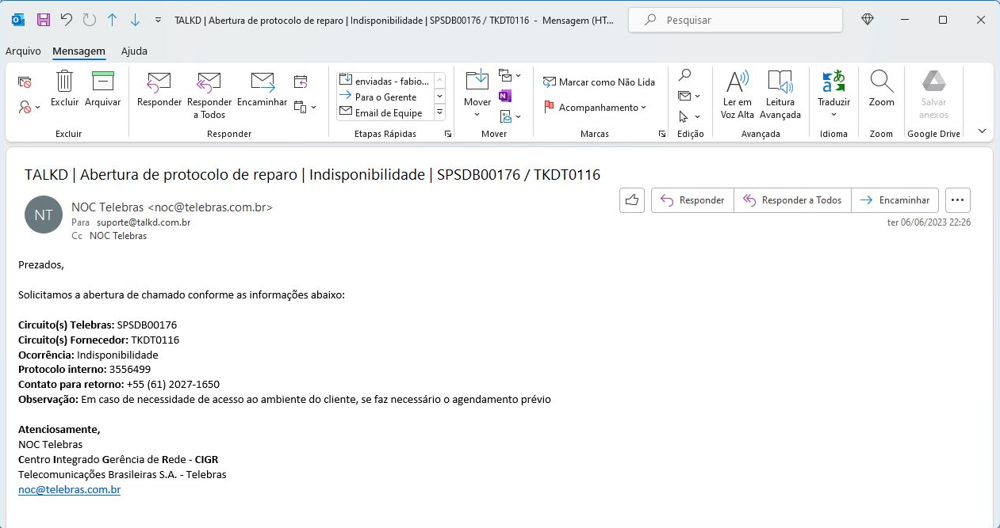 TALKD | Abertura de protocolo de reparo | Indisponibilidade | SPSDB00176 / TKDT0116 - Mensagem (HT...
Pesquisar
Arquivo Mensagem Ajuda
Excluir
Arquivar
Excluir
Responder
Responder a Todos
Encaminhar
Responder
enviadas - fabio...
Para o Gerente
Email de Equipe
Etapas Rápidas
Mover
Mover
Marcar como Não Lida
Acompanhamento
Marcas
Edição
Ler em Voz Alta
Leitura Avançada
Avançada
Traduzir
Idioma
Zoom
Zoom
Salvar anexos
Google Drive
TALKD | Abertura de protocolo de reparo | Indisponibilidade | SPSDB00176 / TKDT0116
NT
NOC Telebras <noc@telebras.com.br>
Para suporte@talkd.com.br
Cc NOC Telebras
Responder
Responder a Todos
Encaminhar
ter 06/06/2023 22:26
Prezados,
Solicitamos a abertura de chamado conforme as informações abaixo:
Circuito(s) Telebras: SPSDB00176
Circuito(s) Fornecedor: TKDT0116
Ocorrência: Indisponibilidade
Protocolo interno: 3556499
Contato para retorno: +55 (61) 2027-1650
Observação: Em caso de necessidade de acesso ao ambiente do cliente, se faz necessário o agendamento prévio
Atenciosamente,
NOC Telebras
Centro Integrado Gerência de Rede - CIGR
Telecomunicações Brasileiras S.A. - Telebras
noc@telebras.com.br